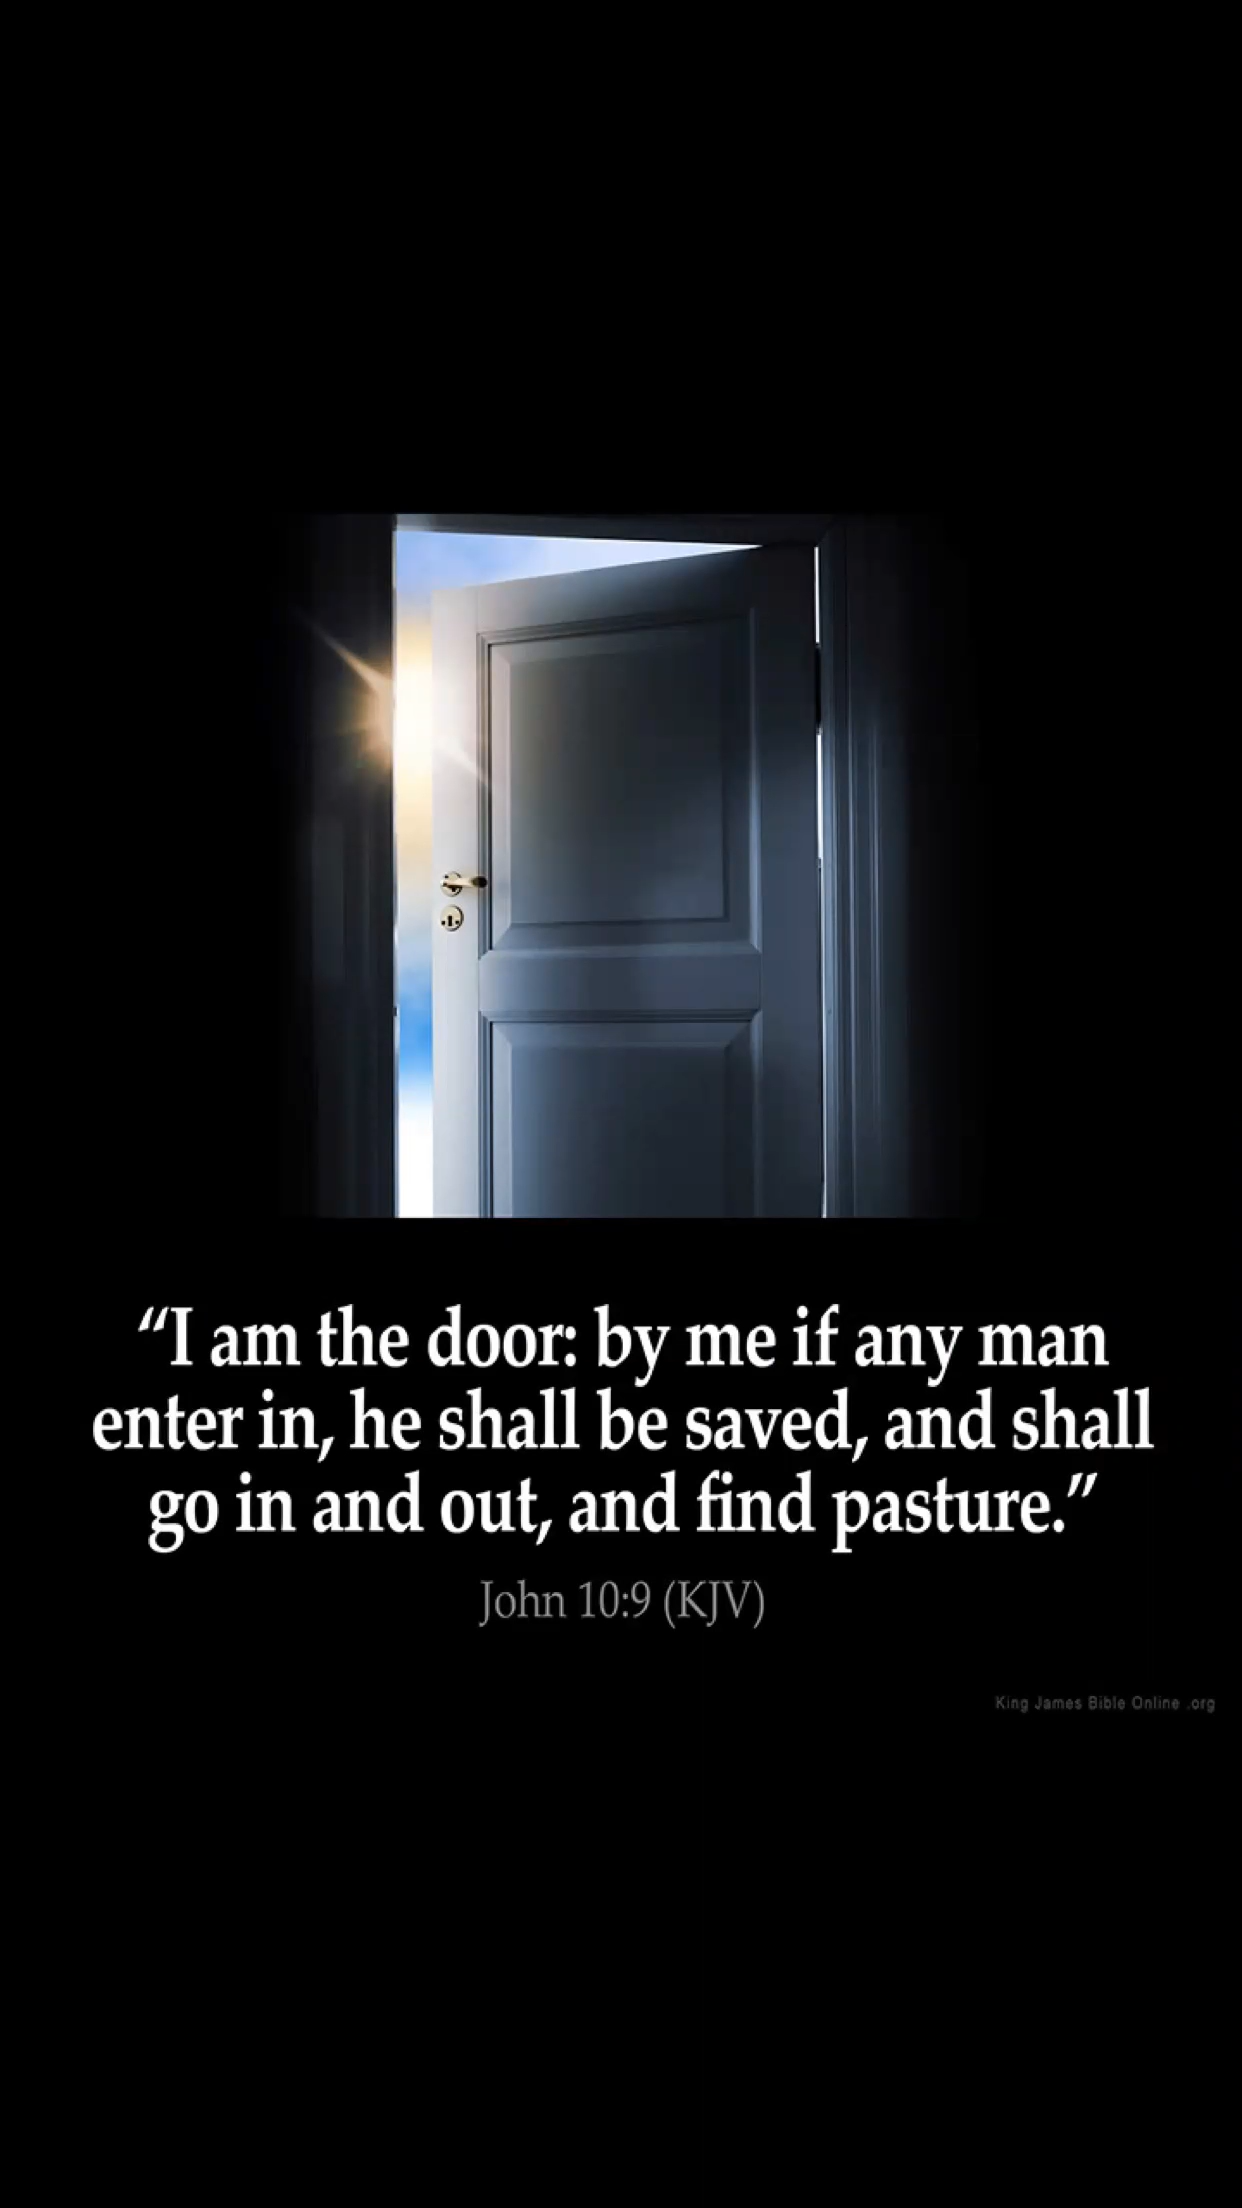 “I am the door: by me if any man
enter in, he shall be saved, and shall
go in and out, and find pasture.”
John 10:9 (KJV)
King James Bible Online .org